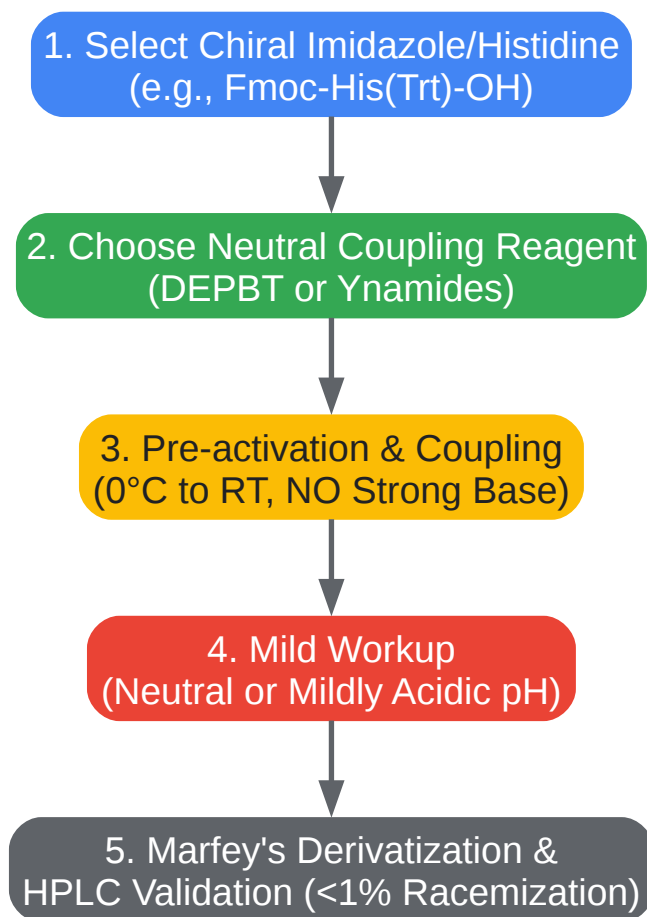 1. Select Chiral Imidazole/Histidine
(e.g., Fmoc-His(Trt)-OH)
2. Choose Neutral Coupling Reagent
(DEPBT or Ynamides)
3. Pre-activation & Coupling
(0°C to RT, NO Strong Base)
4. Mild Workup
(Neutral or Mildly Acidic pH)
5. Marfey's Derivatization &
HPLC Validation (<1% Racemization)